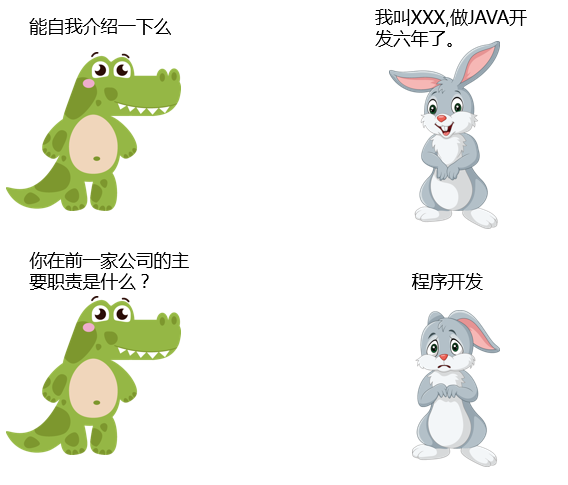 能自我介绍一下么
我叫XXX,做JAVA开
发六年了。
你在前一家公司的主
要职责是什么？
程序开发